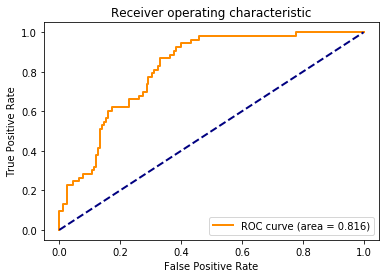 Receiver operating characteristic
True Positive Rate
1.0
0.8
0.6
0.4
0.2
0.0
ROC curve (area = 0.816)
0.0 0.2 0.4 0.6 0.8 1.0
False Positive Rate